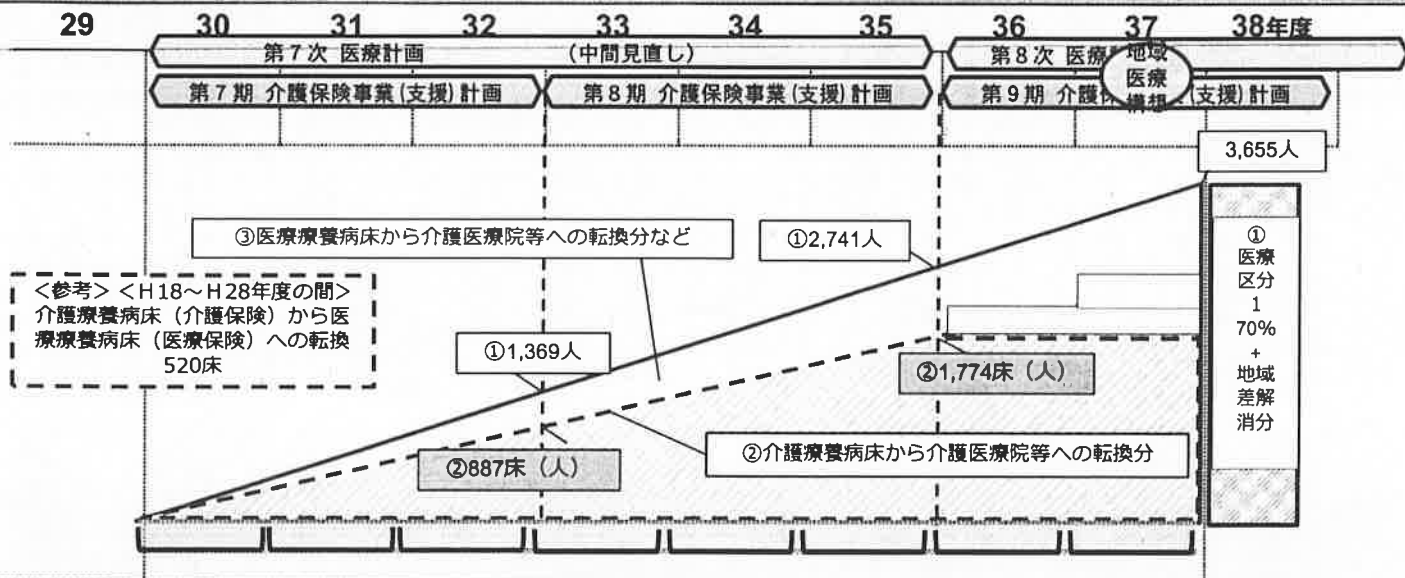 29 30 31 32 33 34 35 36 37 38年度
第7次 医療計画 (中間見直し)
第8次 医療
地域
医療
構想
第7期 介護保険事業(支援)計画
第8期 介護保険事業(支援)計画
第9期 介護保 (支援)計画
3,655人
③医療療養病床から介護医療院等への転換分など
①2,741人
①
医療
区分
1
70%
+
地域
差解
消分
<参考> <H18~H28年度の間>
介護療養病床(介護保険)から医
療療養病床(医療保険)への転換
520床
①1,369人
②1,774床(人)
②887床(人)
②介護療養病床から介護医療院等への転換分